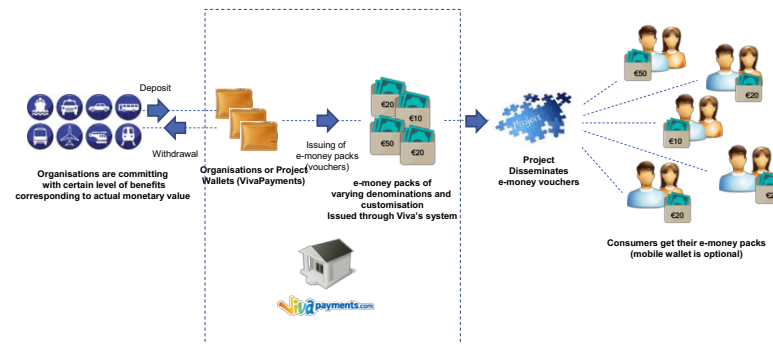 Deposit
Withdrawal
Organisations are committing
with certain level of benefits
corresponding to actual monetary value
Organisations or Project
Wallets (VivaPayments)
Issuing of
e-money packs
(vouchers)
€20
€10
€50
€20
e-money packs of
varying denominations and
customisation
Issued through Viva's system
vivapayments.com
Project
Project
Disseminates
e-money vouchers
€50
€20
€10
€20
Consumers get their e-money packs
(mobile wallet is optional)